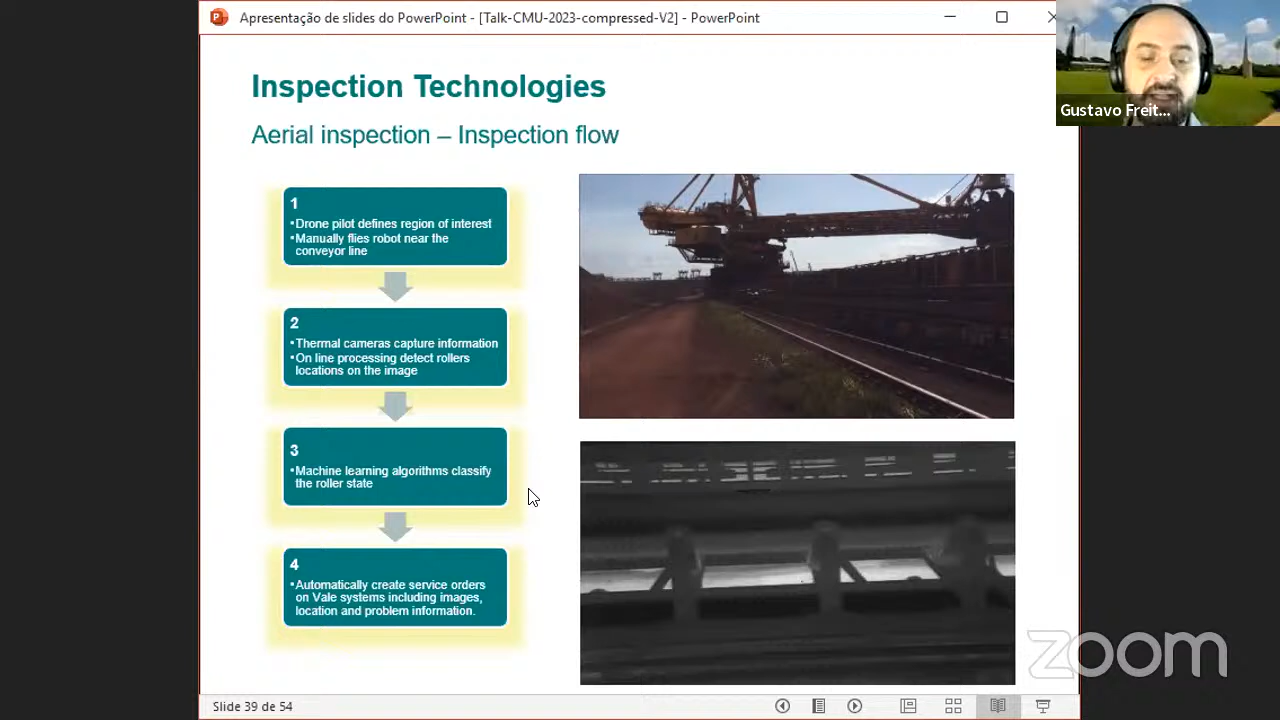 Apresentação de slides do PowerPoint - [Talk-CMU-2023-compressed-V2] - PowerPoint
Gustavo Freit...
Inspection Technologies
Aerial inspection – Inspection flow
1
•Drone pilot defines region of interest
•Manually flies robot near the
conveyor line
2
•Thermal cameras capture information
•On line processing detect rollers
locations on the image
3
•Machine learning algorithms classify
the roller state
4
•Automatically create service orders
on Vale systems including images,
location and problem information.
zoom
Slide 39 de 54